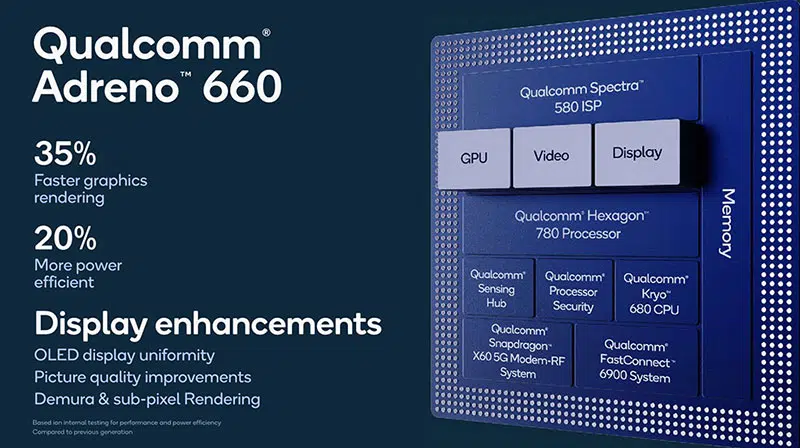 Qualcomm®
Adreno™ 660
35%
Faster graphics
rendering
20%
More power
efficient
Display enhancements
OLED display uniformity
Picture quality improvements
Demura & sub-pixel Rendering
Based ion internal testing for performance and power efficiency
Compared to previous generation
Qualcomm Spectra™
580 ISP
GPU
Video
Display
Qualcomm® Hexagon™
780 Processor
Memory
Qualcomm®
Sensing
Hub
Qualcomm®
Processor
Security
Qualcomm®
Kryo™
680 CPU
Qualcomm®
Snapdragon™
X60 5G Modem-RF
System
Qualcomm®
FastConnect™
6900 System